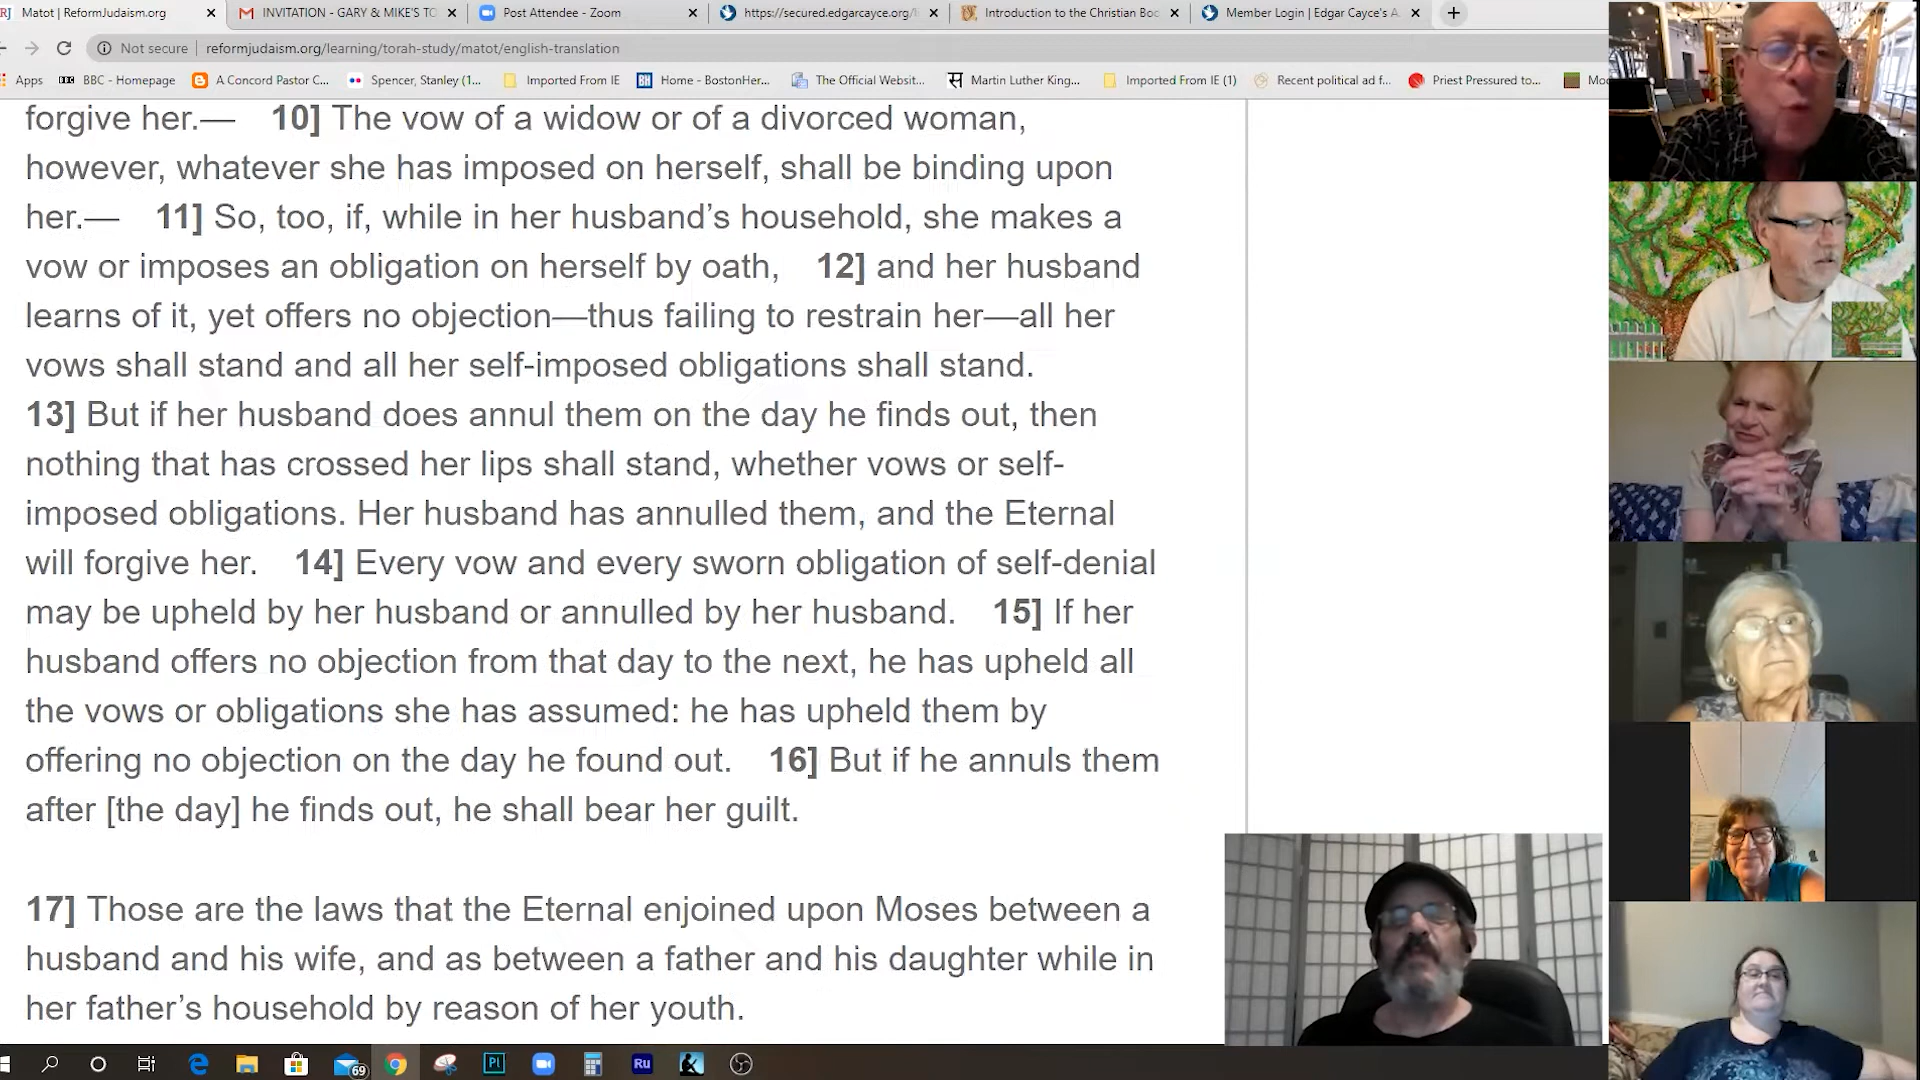 Matot | ReformJudaism.org
INVITATION - GARY & MIKE'S TO
Post Attendee - Zoom
https://secured.edgarcayce.org/
Introduction to the Christian Boo
Member Login | Edgar Cayce's A.
Not secure
reformjudaism.org/learning/torah-study/matot/english-translation
Apps
BBC - Homepage
A Concord Pastor C...
Spencer, Stanley (1...
Imported From IE
Home - BostonHer...
The Official Websit...
Martin Luther King...
Imported From IE (1)
Recent political ad f...
Priest Pressured to...
forgive her.— 10] The vow of a widow or of a divorced woman,
however, whatever she has imposed on herself, shall be binding upon
her.— 11] So, too, if, while in her husband’s household, she makes a
vow or imposes an obligation on herself by oath, 12] and her husband
learns of it, yet offers no objection—thus failing to restrain her—all her
vows shall stand and all her self-imposed obligations shall stand.
13] But if her husband does annul them on the day he finds out, then
nothing that has crossed her lips shall stand, whether vows or self-
imposed obligations. Her husband has annulled them, and the Eternal
will forgive her. 14] Every vow and every sworn obligation of self-denial
may be upheld by her husband or annulled by her husband. 15] If her
husband offers no objection from that day to the next, he has upheld all
the vows or obligations she has assumed: he has upheld them by
offering no objection on the day he found out. 16] But if he annuls them
after [the day] he finds out, he shall bear her guilt.
17] Those are the laws that the Eternal enjoined upon Moses between a
husband and his wife, and as between a father and his daughter while in
her father’s household by reason of her youth.
69
Pl
Ru